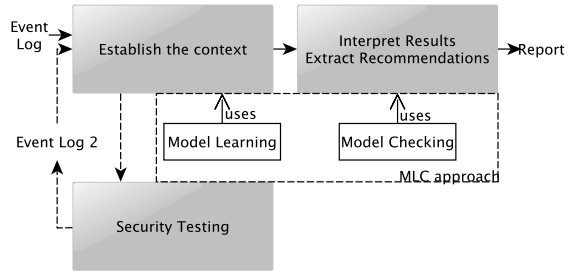 Event
Log
Establish the context
Interpret Results
Extract Recommendations
Report
uses
uses
Model Learning
Model Checking
Event Log 2
MLC approach
Security Testing